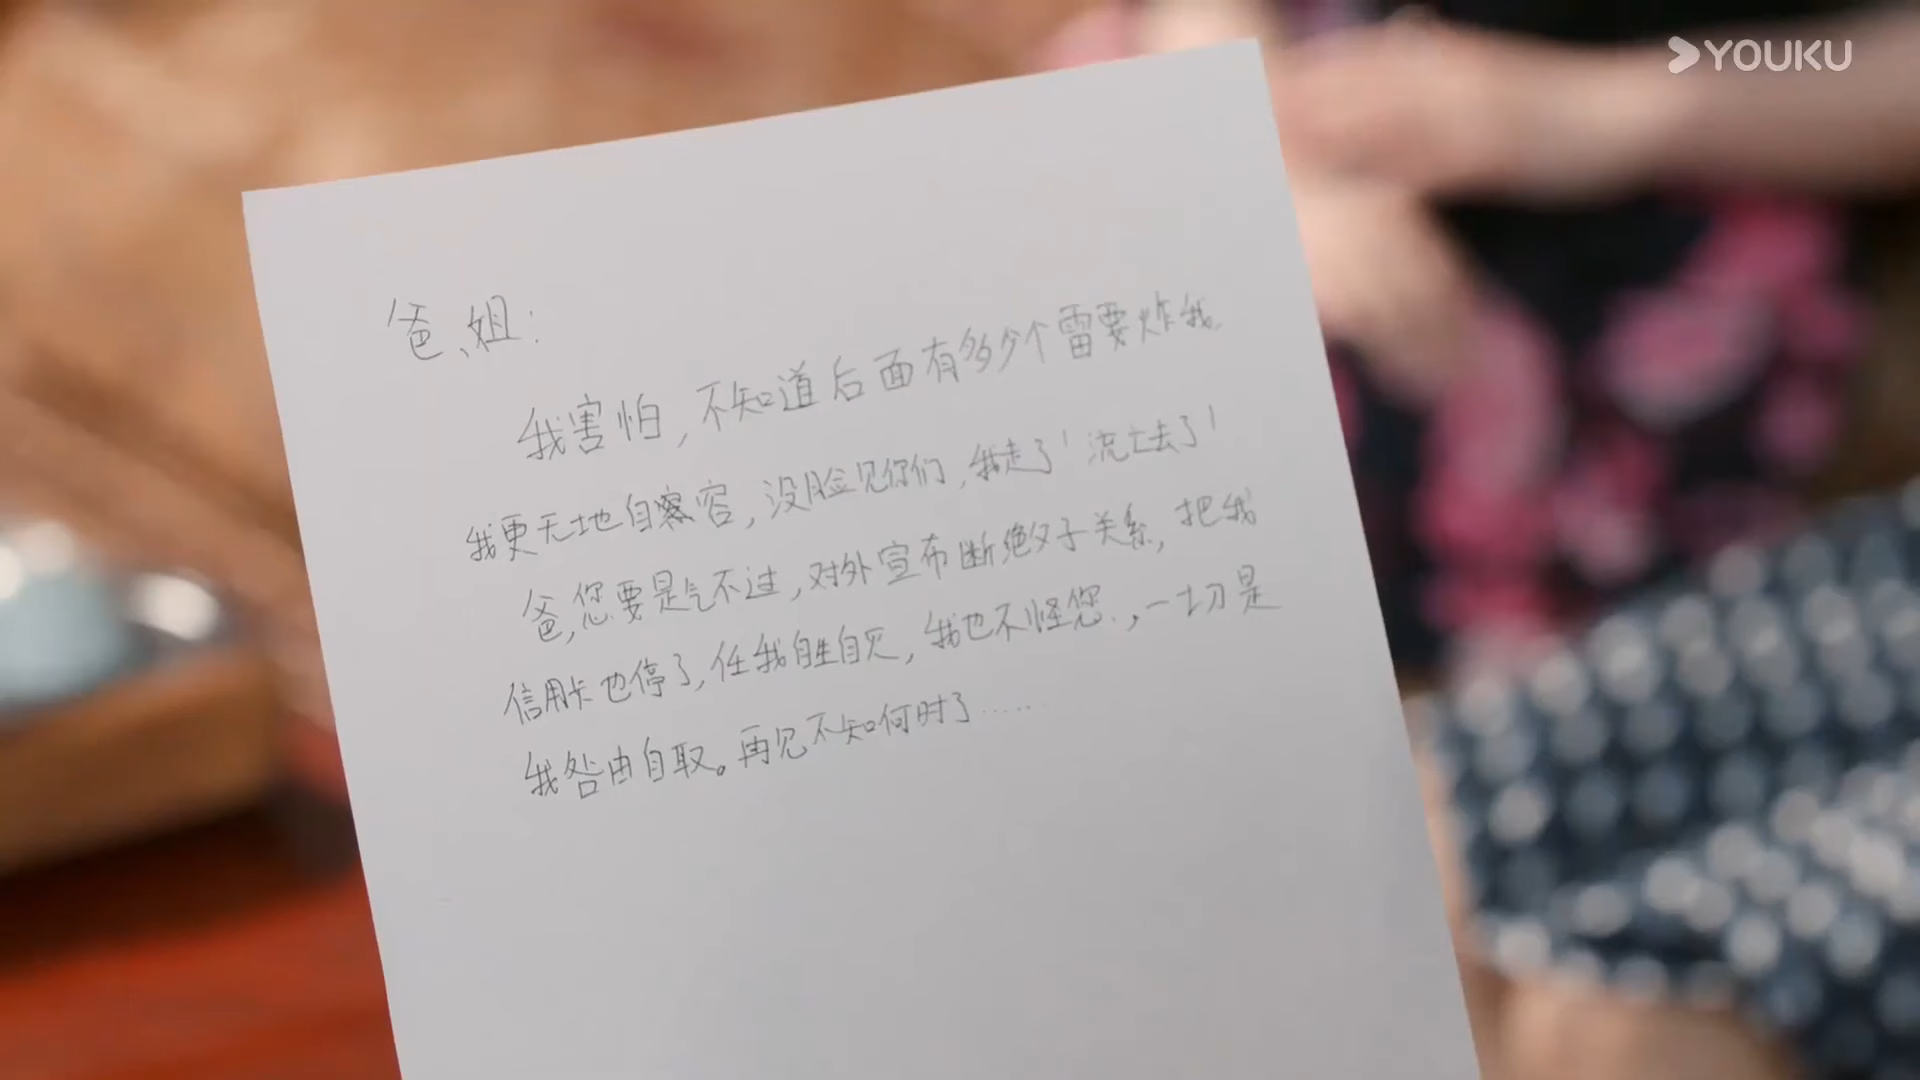 YOUKU
爸、姐:
我害怕,不知道后面有多少个雷要炸我,
我更无地自容,没脸见你们,我走了!流亡去了!
爸,您要是气不过,对外宣布断绝父子关系,把我
信用卡也停了,任我自生自灭,我也不怪您.,一切是
我咎由自取。再见不知何时了……